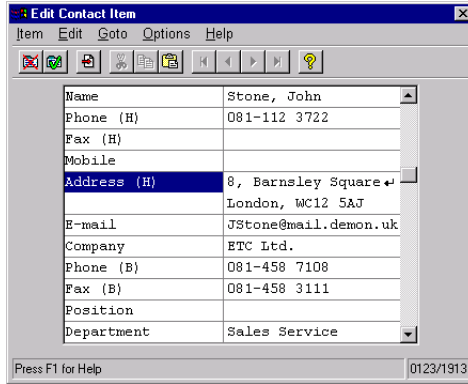 Edit Contact Item
Item Edit Goto Options Help
Name Stone, John
Phone (H) 081-112 3722
Fax (H)
Mobile
Address (H) 8, Barnsley Square↵
London, WC12 5AJ
E-mail JStone@mail.demon.uk
Company ETC Ltd.
Phone (B) 081-458 7108
Fax (B) 081-458 3111
Position
Department Sales Service
Press F1 for Help 0123/1913